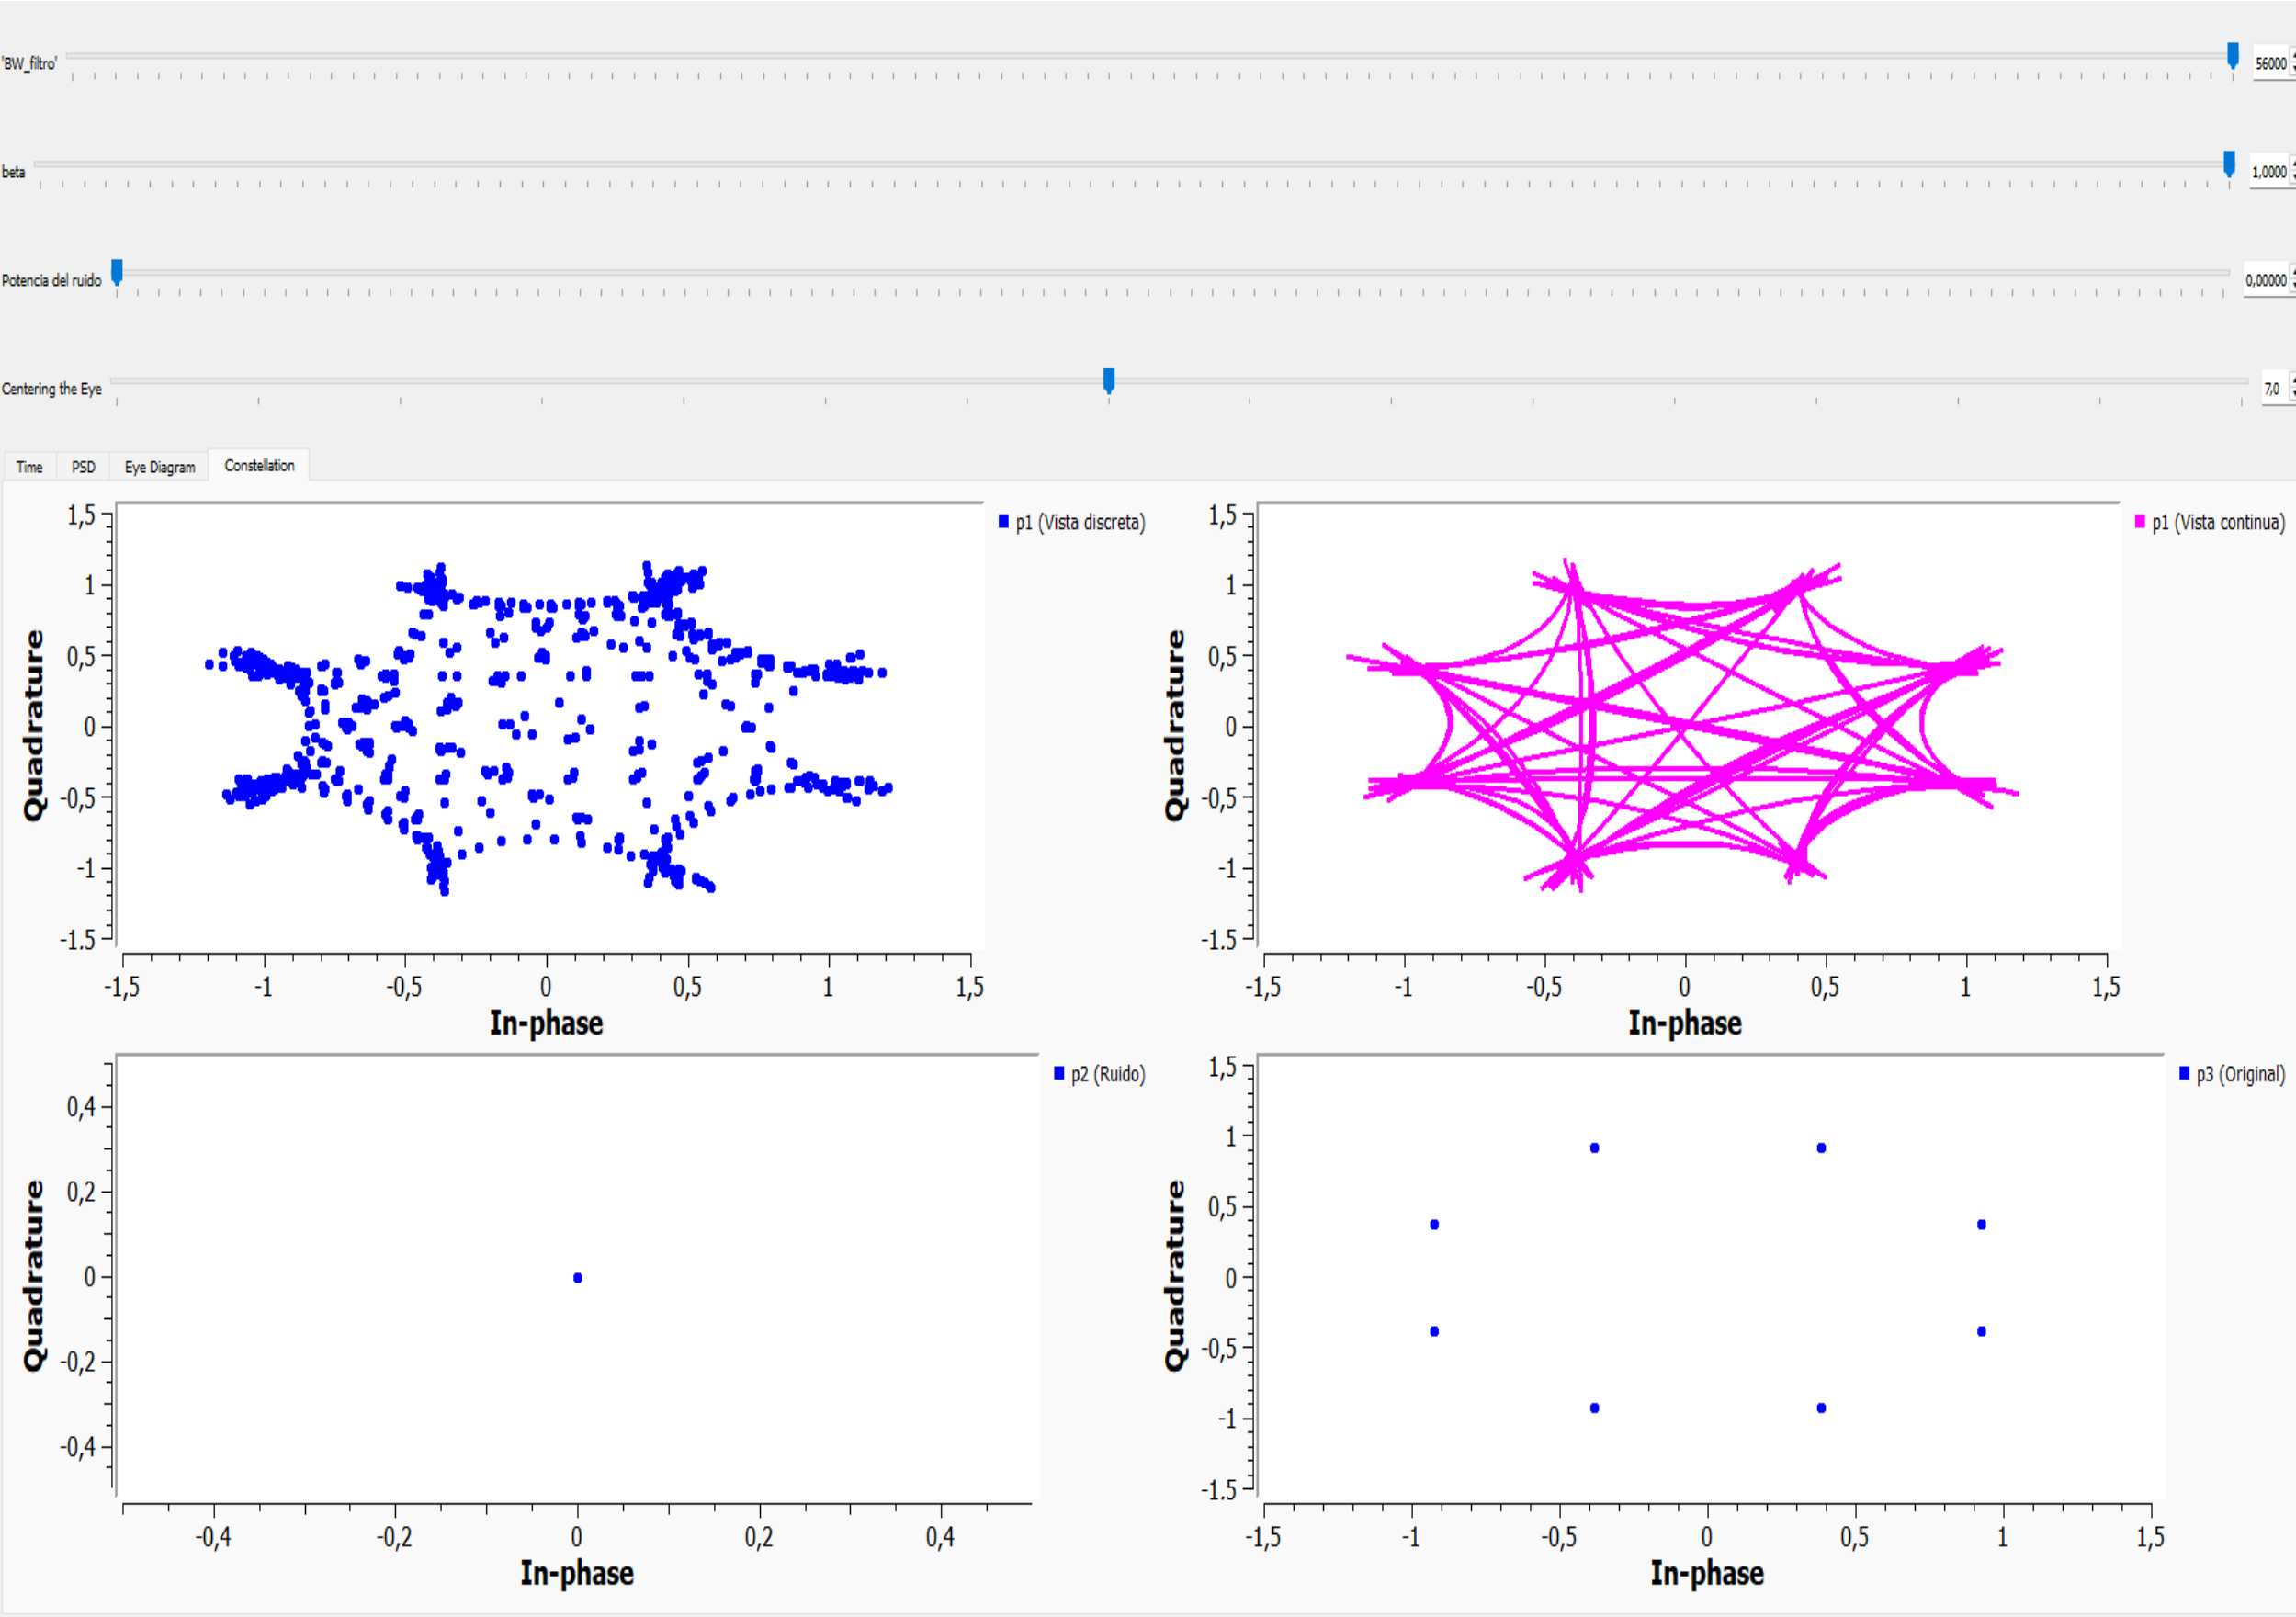 'BW_filtro' 56000
beta 1,0000
Potencia del ruido 0,00000
Centering the Eye 7,0
Time PSD Eye Diagram Constellation
1,5
1
0,5
0
-0,5
-1
-1.5
Quadrature
-1,5 -1 -0,5 0 0,5 1 1,5
In-phase
p1 (Vista discreta)
1,5
1
0,5
0
-0,5
-1
-1.5
Quadrature
-1,5 -1 -0,5 0 0,5 1 1,5
In-phase
p1 (Vista continua)
0,4
0,2
0
-0,2
-0,4
Quadrature
-0,4 -0,2 0 0,2 0,4
In-phase
p2 (Ruido)
1,5
1
0,5
0
-0,5
-1
-1.5
Quadrature
-1,5 -1 -0,5 0 0,5 1 1,5
In-phase
p3 (Original)